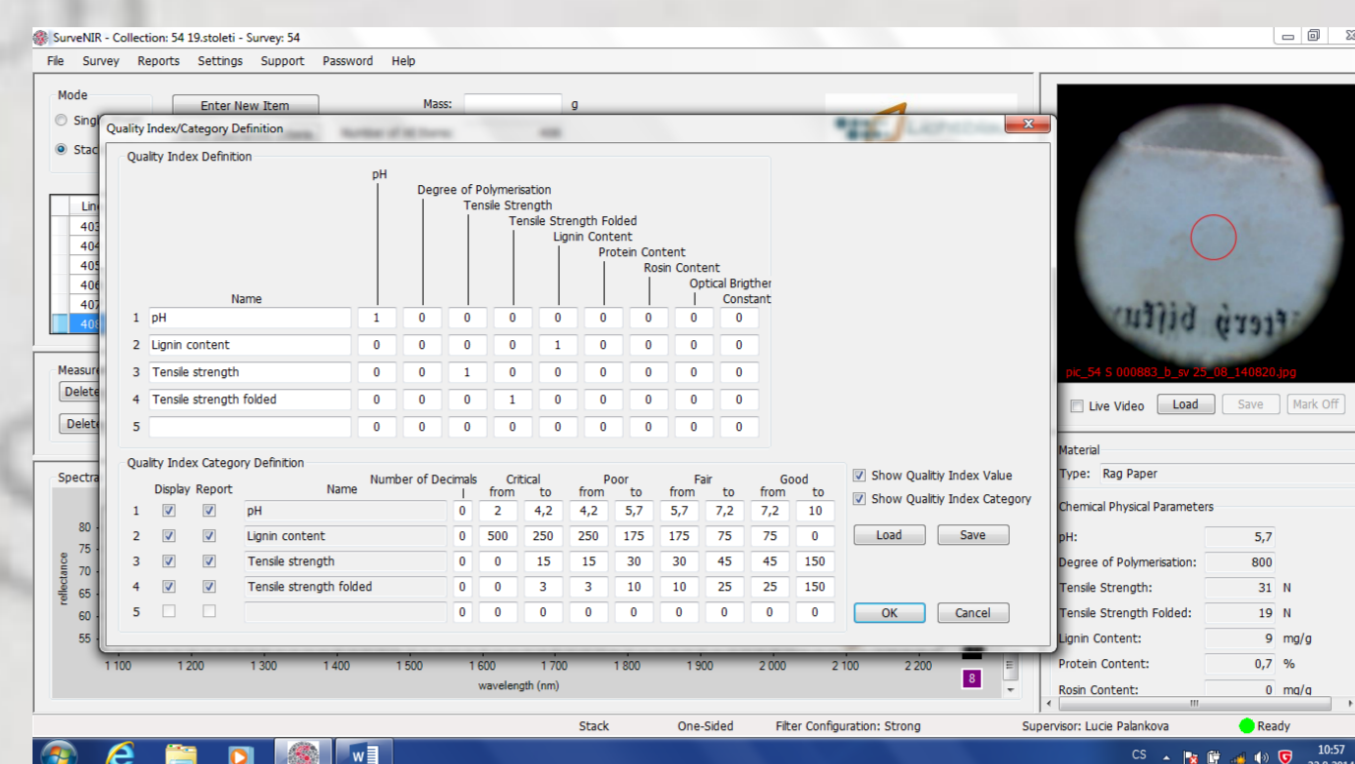 SurveNIR - Collection: 54 19.stoleti - Survey: 54
File Survey Reports Settings Support Password Help
Mode
Enter New Item
Mass: g
Stac
Quality Index/Category Definition
Quality Index Definition
pH
Degree of Polymerisation
Tensile Strength
Tensile Strength Folded
Lignin Content
Protein Content
Rosin Content
Optical Brigther
Name Constant
1 pH 1 0 0 0 0 0 0 0 0
2 Lignin content 0 0 0 0 1 0 0 0 0
3 Tensile strength 0 0 1 0 0 0 0 0 0
4 Tensile strength folded 0 0 0 1 0 0 0 0 0
5 0 0 0 0 0 0 0 0 0
Quality Index Category Definition
Number of Decimals Critical Poor Fair Good
Display Report Name from to from to from to from to
1 pH 0 2 4,2 4,2 5,7 5,7 7,2 7,2 10
2 Lignin content 0 500 250 250 175 175 75 75 0
3 Tensile strength 0 0 15 15 30 30 45 45 150
4 Tensile strength folded 0 0 3 3 10 10 25 25 150
5 0 0 0 0 0 0 0 0 0
Show Qualitiy Index Value
Show Quality Index Category
Load Save
OK Cancel
Lin
403
404
405
406
407
408
Measure
Delete
Delete
Spectra
reflectance
80
75
70
65
60
55
1 100 1 200 1 300 1 400 1 500 1 600 1 700 1 800 1 900 2 000 2 100 2 200
wavelength (nm)
8
pic_54 S 000883_b_sv 25_08_140820.jpg
Live Video Load Save Mark Off
Material
Type: Rag Paper
Chemical Physical Parameters
pH: 5,7
Degree of Polymerisation: 800
Tensile Strength: 31 N
Tensile Strength Folded: 19 N
Lignin Content: 9 mg/g
Protein Content: 0,7 %
Rosin Content: 0 mg/g
Stack One-Sided Filter Configuration: Strong Supervisor: Lucie Palankova Ready
CS 10:57